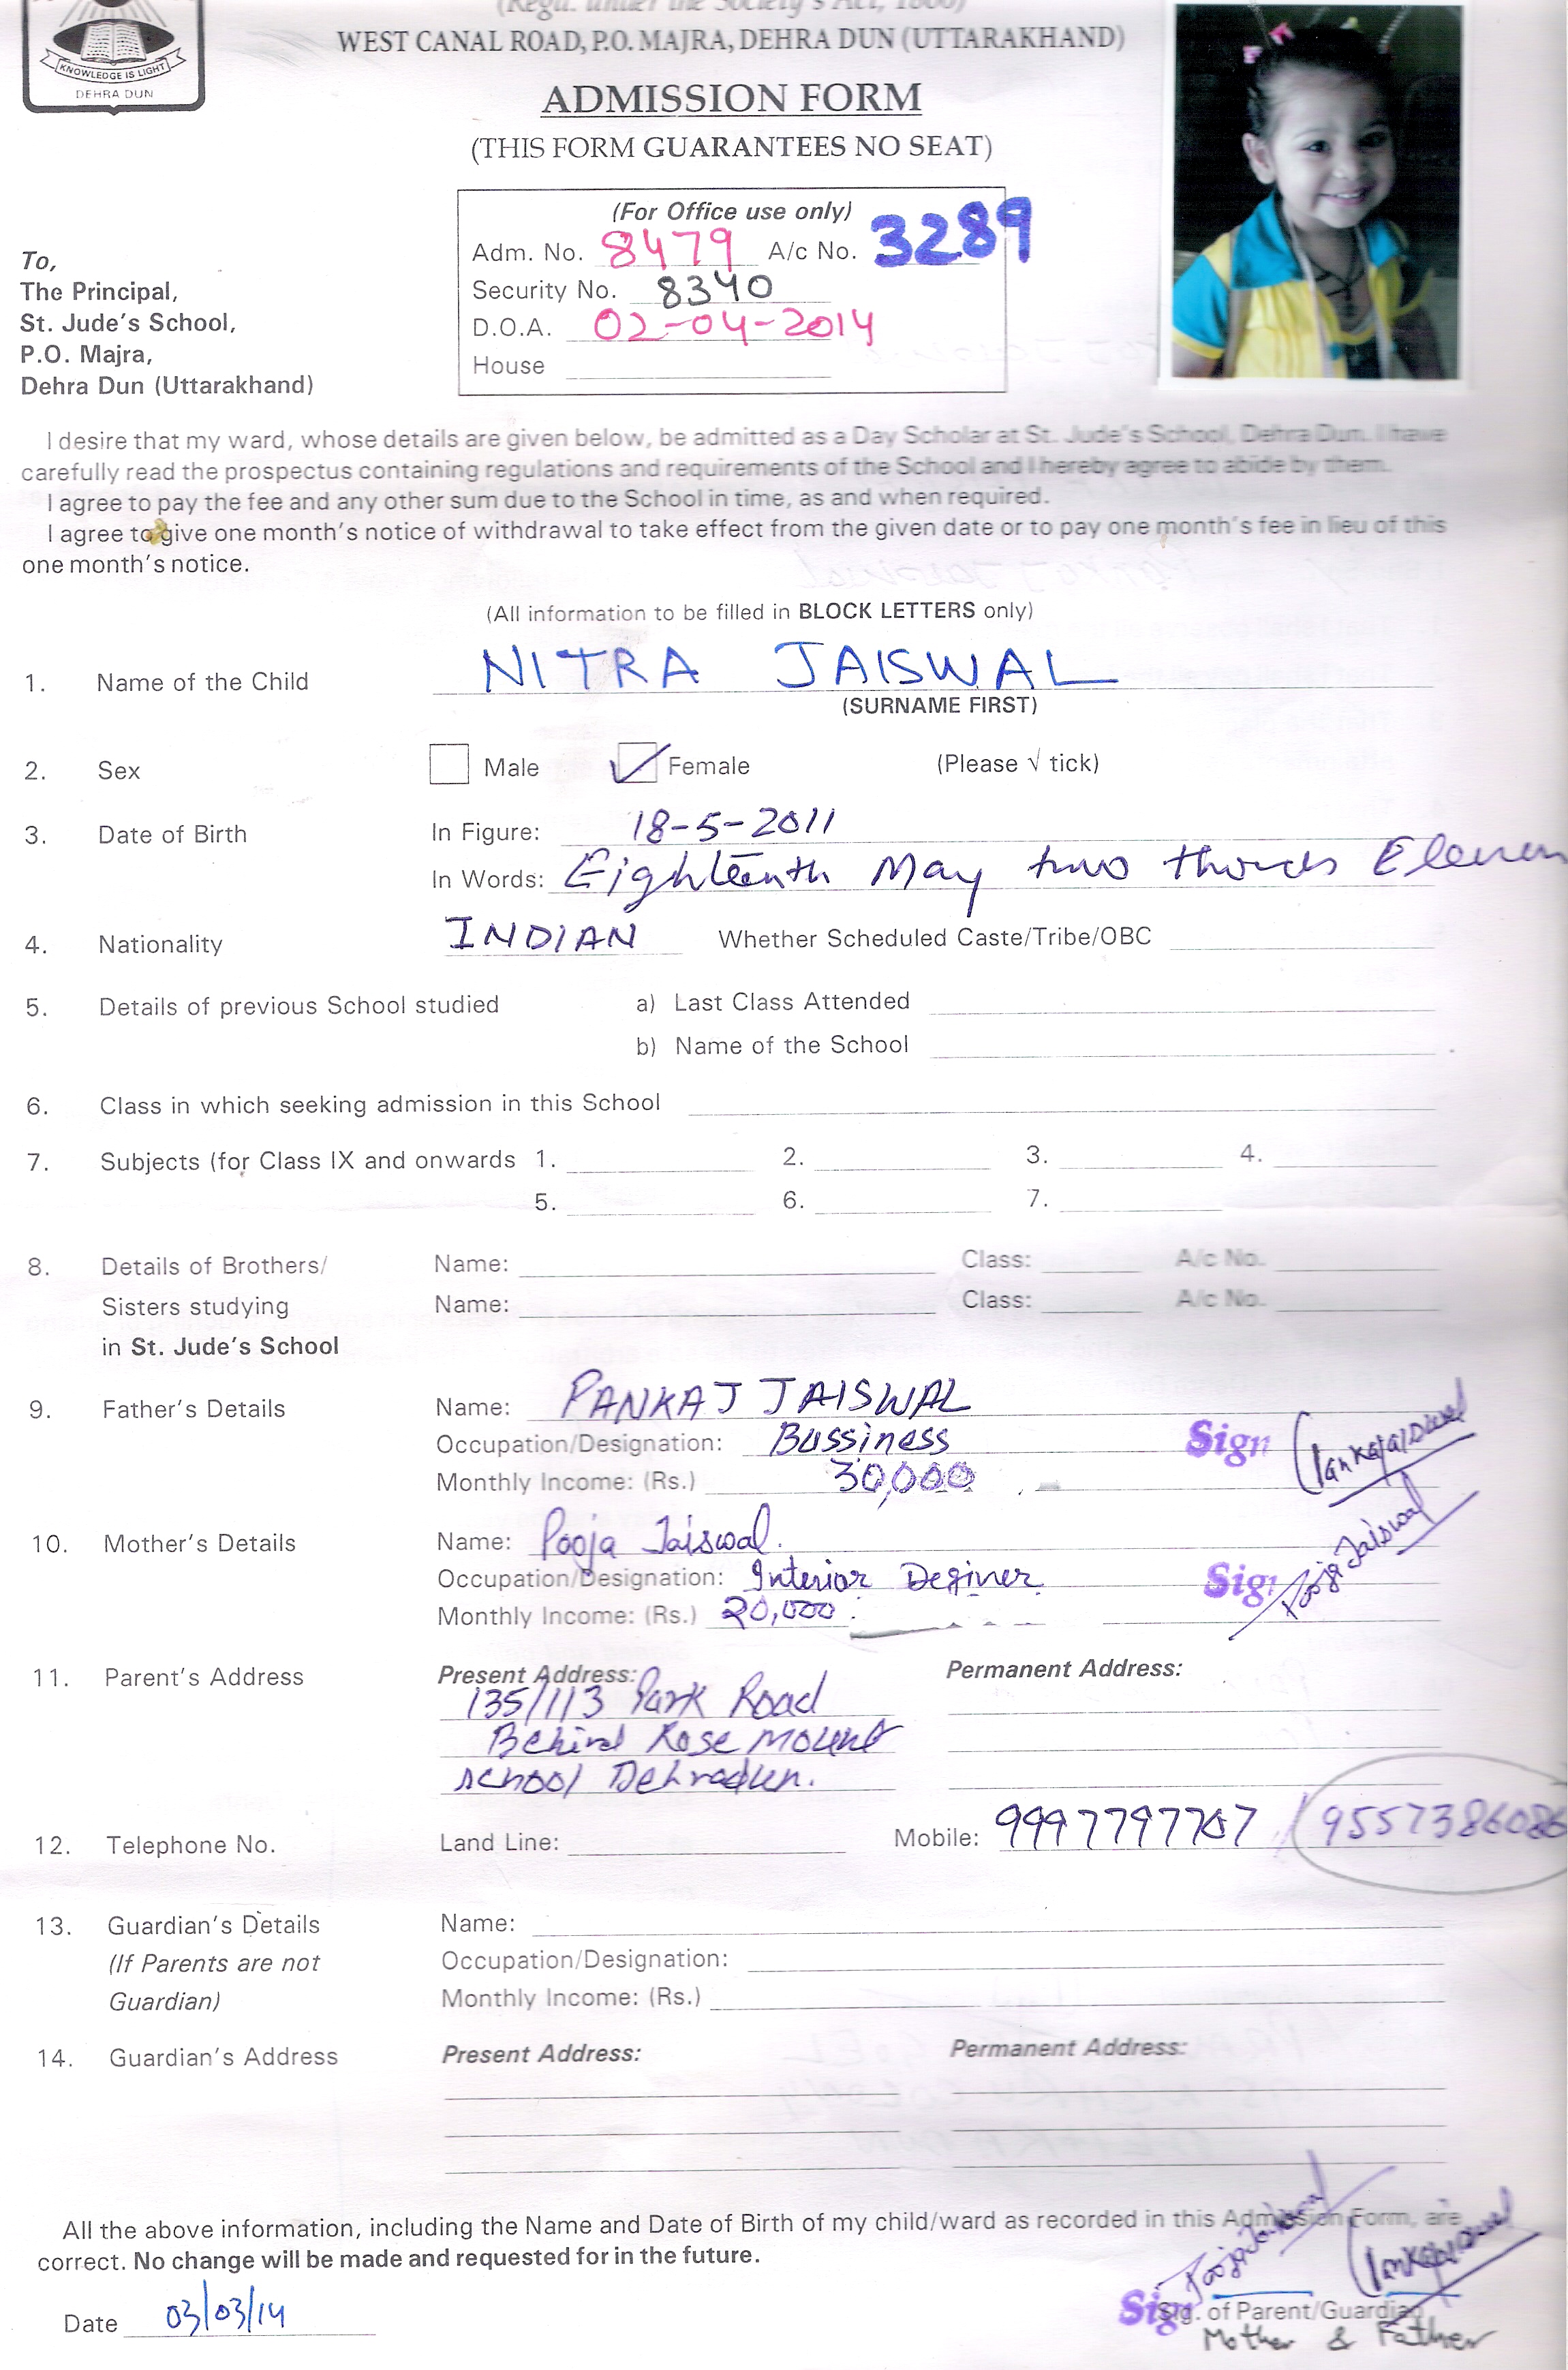 (Regd. under the Society's Act, 1860)
WEST CANAL ROAD, P.O. MAJRA, DEHRA DUN (UTTARAKHAND)
KNOWLEDGE IS LIGHT
DEHRA DUN
ADMISSION FORM
(THIS FORM GUARANTEES NO SEAT)
(For Office use only)
Adm. No. 8479 A/c No. 3289
Security No. 8340
D.O.A. 02-04-2014
House
To,
The Principal,
St. Jude's School,
P.O. Majra,
Dehra Dun (Uttarakhand)
I desire that my ward, whose details are given below, be admitted as a Day Scholar at St. Jude's School, Dehra Dun. I have
carefully read the prospectus containing regulations and requirements of the School and I hereby agree to abide by them.
I agree to pay the fee and any other sum due to the School in time, as and when required.
I agree to give one month's notice of withdrawal to take effect from the given date or to pay one month's fee in lieu of this
one month's notice.
(All information to be filled in BLOCK LETTERS only)
1. Name of the Child NITRA JAISWAL
(SURNAME FIRST)
2. Sex Male Female (Please √ tick)
3. Date of Birth In Figure: 18-5-2011
In Words: Eighteenth May two Eleven
4. Nationality INDIAN Whether Scheduled Caste/Tribe/OBC
5. Details of previous School studied a) Last Class Attended
b) Name of the School
6. Class in which seeking admission in this School
7. Subjects (for Class IX and onwards 1. 2. 3. 4.
5. 6. 7.
8. Details of Brothers/ Name: Class: A/c No.
Sisters studying Name: Class: A/c No.
in St. Jude's School
9. Father's Details Name: PANKAJ JAISWAL
Occupation/Designation: Bussiness Sign Pankaj Jaiswal
Monthly Income: (Rs.) 30,000
10. Mother's Details Name: Pooja Jaiswal.
Occupation/Designation: Interior Desiner Sign Pooja Jaiswal
Monthly Income: (Rs.) 20,000
11. Parent's Address Present Address: Permanent Address:
135/113 Park Road
Behind Rose Mount
School Dehradun.
12. Telephone No. Land Line: Mobile: 9997797707 / 9557386086
13. Guardian's Details Name:
(If Parents are not Occupation/Designation:
Guardian) Monthly Income: (Rs.)
14. Guardian's Address Present Address: Permanent Address:
All the above information, including the Name and Date of Birth of my child/ward as recorded in this Admission Form, are
correct. No change will be made and requested for in the future.
Pooja Jaiswal Pankaj Jaiswal
Date 03/03/14 Sign Sig. of Parent/Guardian
Mother & Father